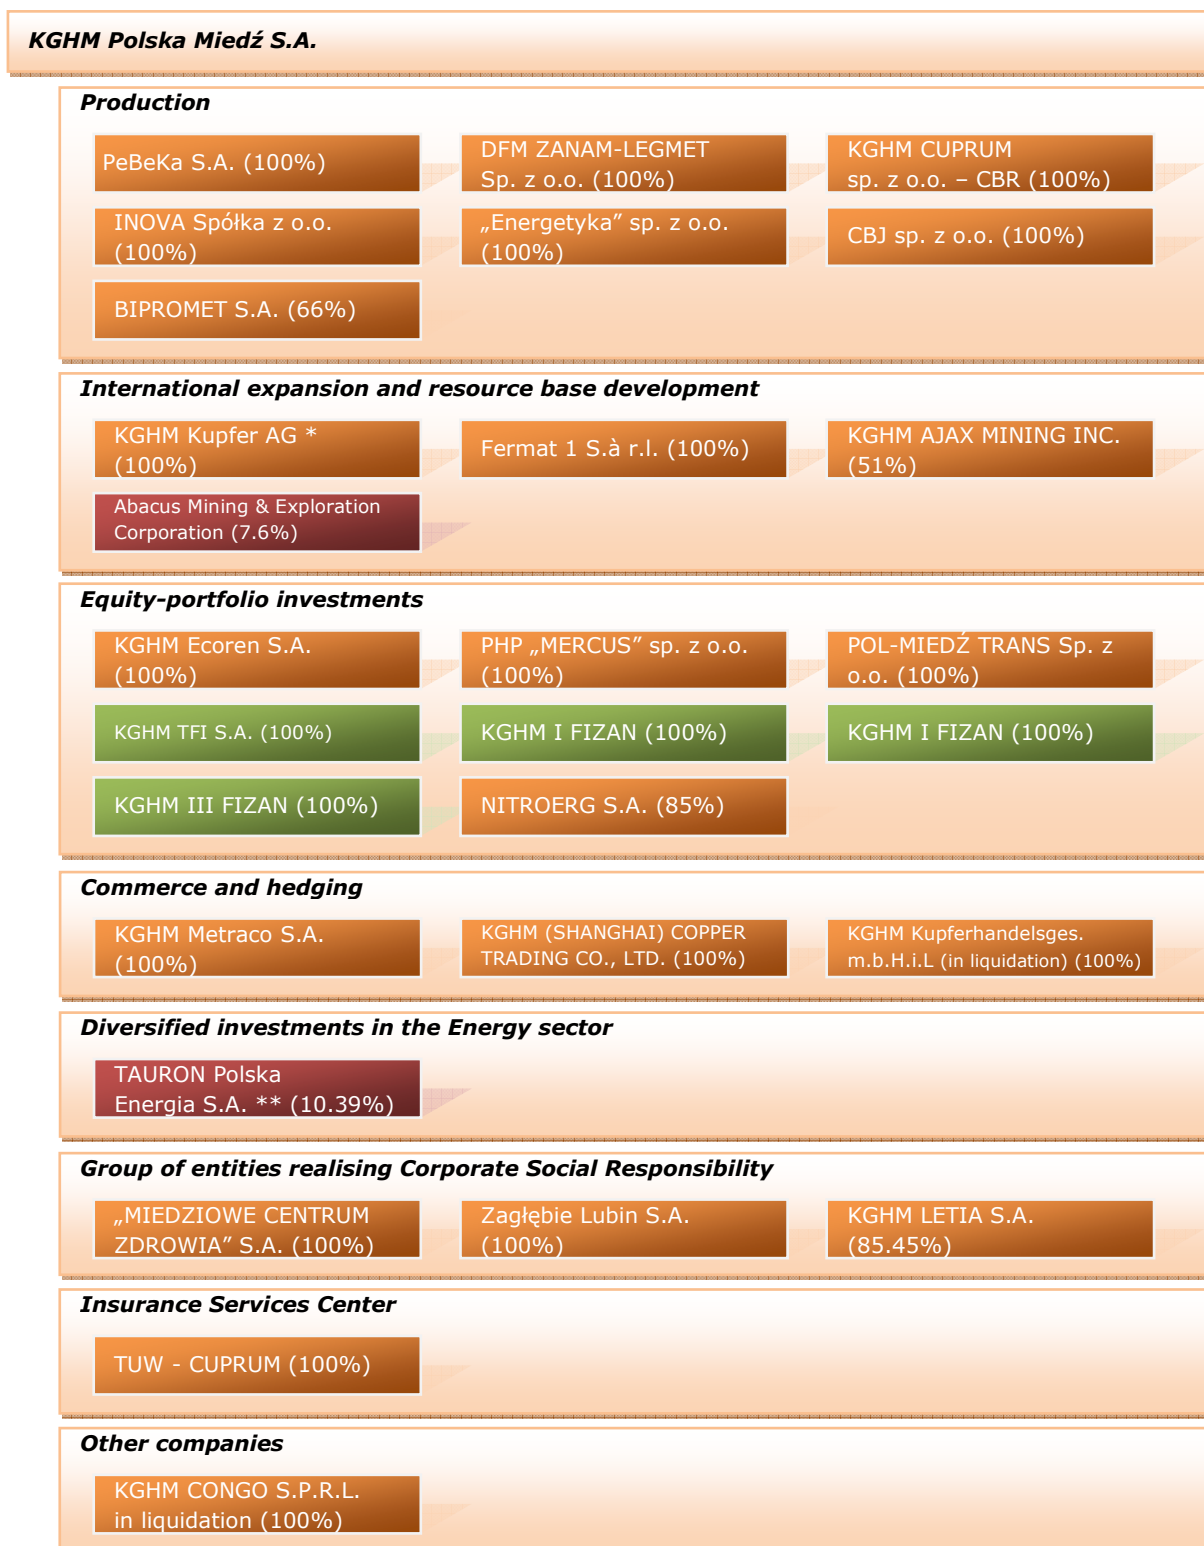 KGHM Polska Miedź S.A.
Production
PeBeKa S.A. (100%)
DFM ZANAM-LEGMET
Sp. z o.o. (100%)
KGHM CUPRUM
sp. z o.o. – CBR (100%)
INOVA Spółka z o.o.
(100%)
„Energetyka” sp. z o.o.
(100%)
CBJ sp. z o.o. (100%)
BIPROMET S.A. (66%)
International expansion and resource base development
KGHM Kupfer AG *
(100%)
Fermat 1 S.à r.l. (100%)
KGHM AJAX MINING INC.
(51%)
Abacus Mining & Exploration
Corporation (7.6%)
Equity-portfolio investments
KGHM Ecoren S.A.
(100%)
PHP „MERCUS” sp. z o.o.
(100%)
POL-MIEDŹ TRANS Sp. z
o.o. (100%)
KGHM TFI S.A. (100%)
KGHM I FIZAN (100%)
KGHM I FIZAN (100%)
KGHM III FIZAN (100%)
NITROERG S.A. (85%)
Commerce and hedging
KGHM Metraco S.A.
(100%)
KGHM (SHANGHAI) COPPER
TRADING CO., LTD. (100%)
KGHM Kupferhandelsges.
m.b.H.i.L (in liquidation) (100%)
Diversified investments in the Energy sector
TAURON Polska
Energia S.A. ** (10.39%)
Group of entities realising Corporate Social Responsibility
„MIEDZIOWE CENTRUM
ZDROWIA” S.A. (100%)
Zagłębie Lubin S.A.
(100%)
KGHM LETIA S.A.
(85.45%)
Insurance Services Center
TUW - CUPRUM (100%)
Other companies
KGHM CONGO S.P.R.L.
in liquidation (100%)